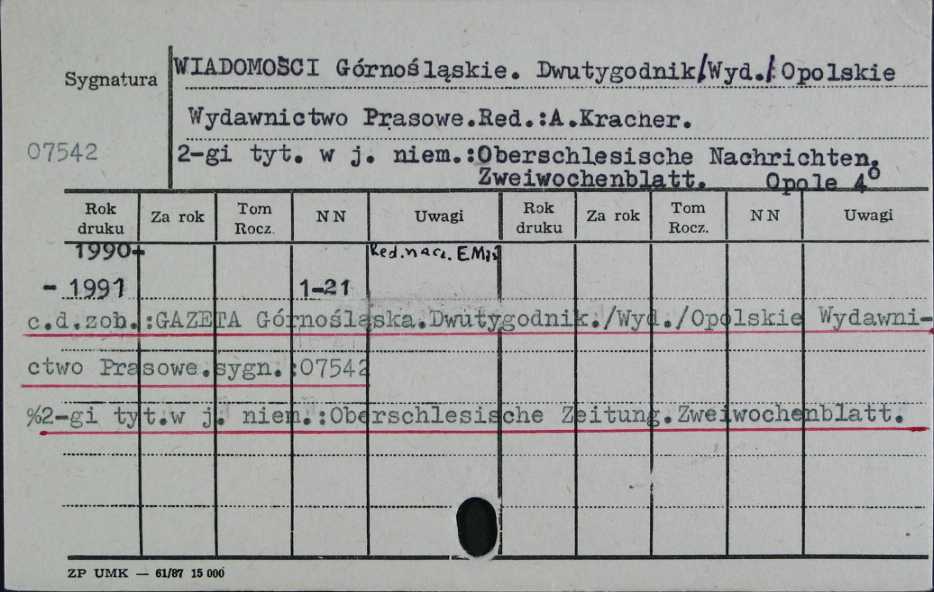 Sygnatura
WIADOMOŚCI Górnośląskie. Dwutygodnik/Wyd./Opolskie
Wydawnictwo Prasowe.Red.:A.Kracher.
07542
2-gi tyt. w j. niem.:Oberschlesische Nachrichten.
Zweiwochenblatt. Opole 4°
Rok druku Za rok Tom Rocz. NN Uwagi Rok druku Za rok Tom Rocz. NN Uwagi
1990- Red.nacz.
- 1991 1-21
c.d.zob.:GAZETA Górnośląska.Dwutygodnik./Wyd./Opolskie Wydawni-
ctwo Prasowe.sygn.:07542
%2-gi tyt.w j. niem.:Oberschlesische Zeitung.Zweiwochenblatt.
ZP UMK — 61/87 15 000